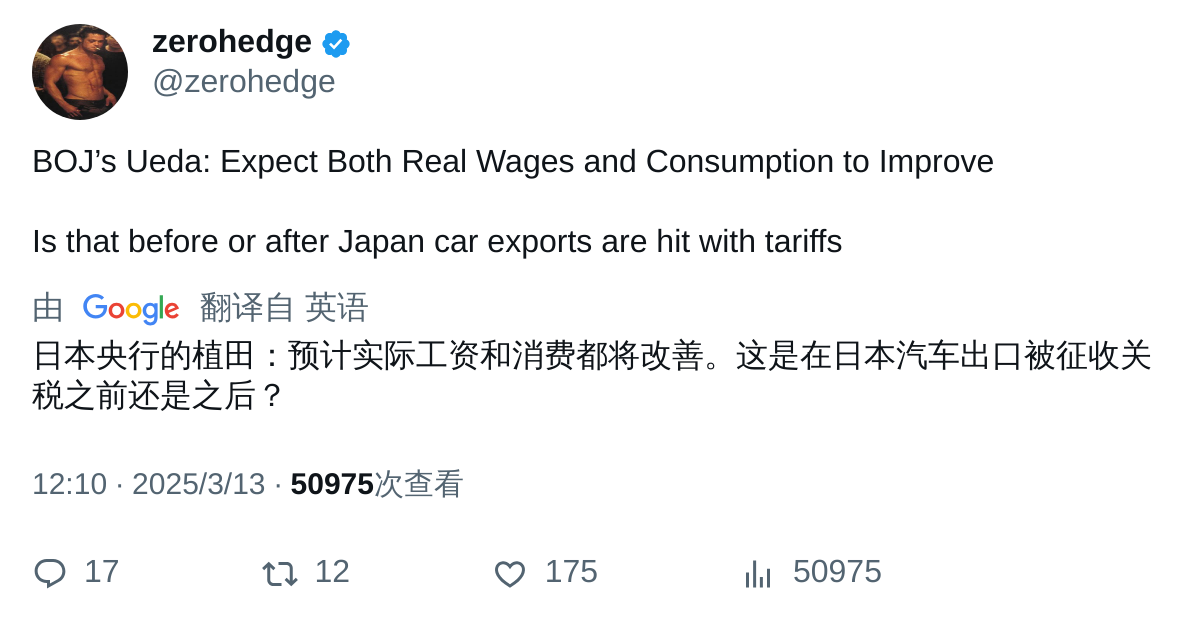 zerohedge
@zerohedge
BOJ’s Ueda: Expect Both Real Wages and Consumption to Improve
Is that before or after Japan car exports are hit with tariffs
由 Google 翻译自 英语
日本央行的植田：预计实际工资和消费都将改善。这是在日本汽车出口被征收关
税之前还是之后？
12:10 · 2025/3/13 · 50975次查看
17 12 175 50975